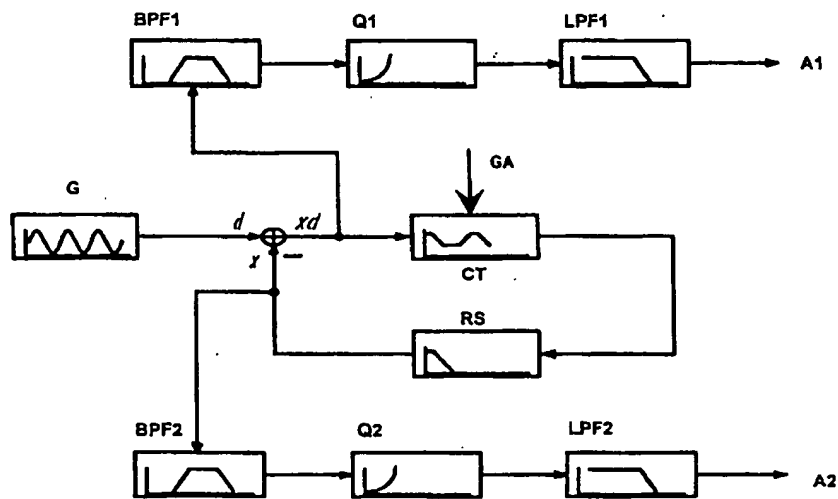 BPF1 Q1 LPF1
A1
GA
G
d xd
x −
CT
RS
BPF2 Q2 LPF2
A2